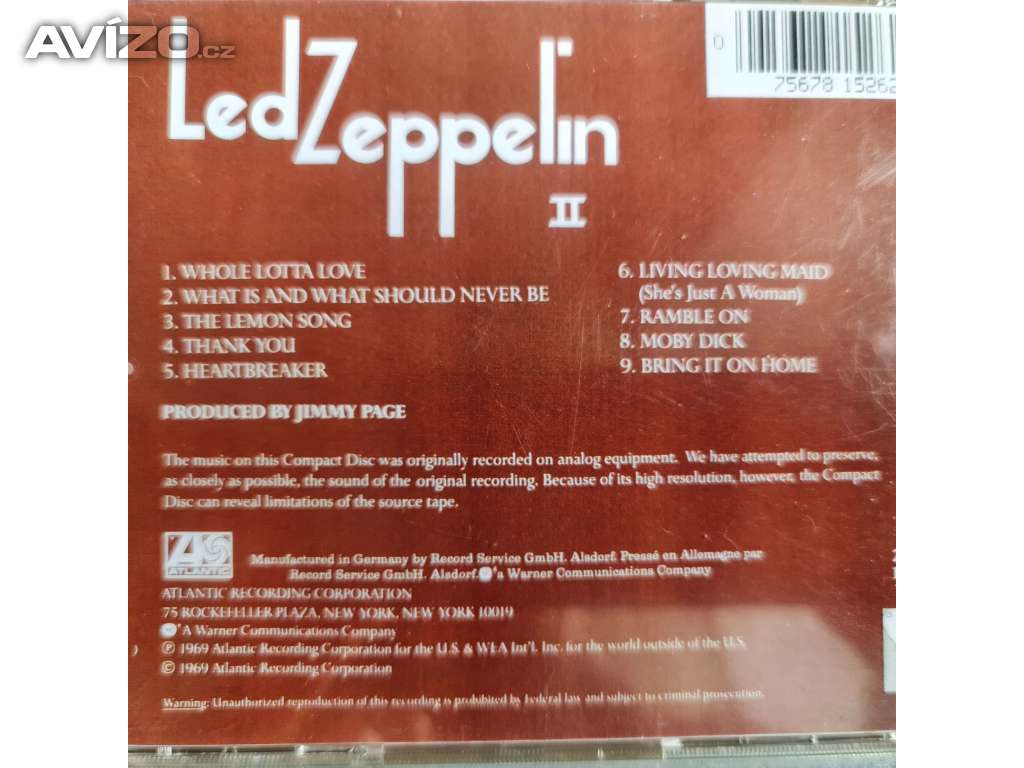 AVÍZO.cz
0
75678 15262
Led Zeppelin
II
1. WHOLE LOTTA LOVE
2. WHAT IS AND WHAT SHOULD NEVER BE
3. THE LEMON SONG
4. THANK YOU
5. HEARTBREAKER
6. LIVING LOVING MAID
(She's Just A Woman)
7. RAMBLE ON
8. MOBY DICK
9. BRING IT ON HOME
PRODUCED BY JIMMY PAGE
The music on this Compact Disc was originally recorded on analog equipment. We have attempted to preserve,
as closely as possible, the sound of the original recording. Because of its high resolution, however, the Compact
Disc can reveal limitations of the source tape.
ATLANTIC
Manufactured in Germany by Record Service GmbH. Alsdorf. Pressé en Allemagne par
Record Service GmbH. Alsdorf. a Warner Communications Company
ATLANTIC RECORDING CORPORATION
75 ROCKEFELLER PLAZA, NEW YORK, NEW YORK 10019
A Warner Communications Company
℗ 1969 Atlantic Recording Corporation for the U.S. & WEA Int'l. Inc. for the world outside of the U.S.
© 1969 Atlantic Recording Corporation
Warning: Unauthorized reproduction of this recording is prohibited by Federal law and subject to criminal prosecution.